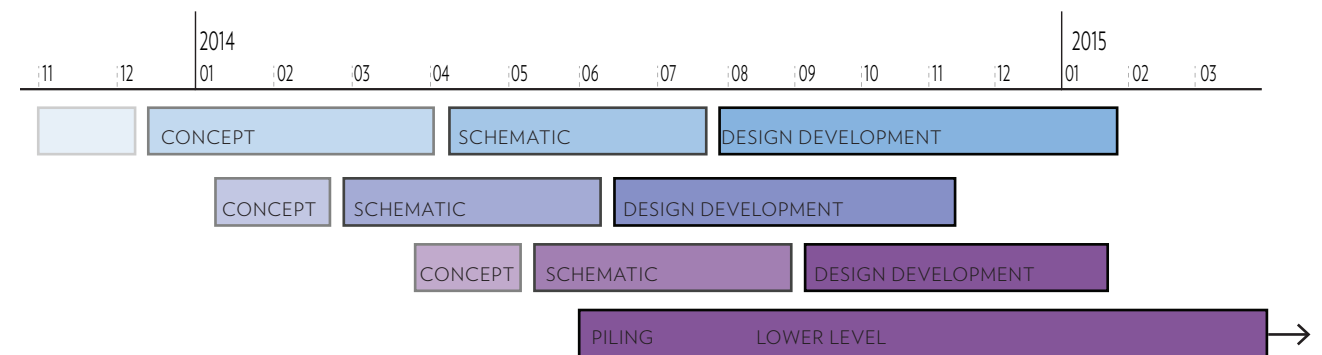 2014 2015
11 12 01 02 03 04 05 06 07 08 09 10 11 12 01 02 03
CONCEPT SCHEMATIC DESIGN DEVELOPMENT
CONCEPT SCHEMATIC DESIGN DEVELOPMENT
CONCEPT SCHEMATIC DESIGN DEVELOPMENT
PILING LOWER LEVEL